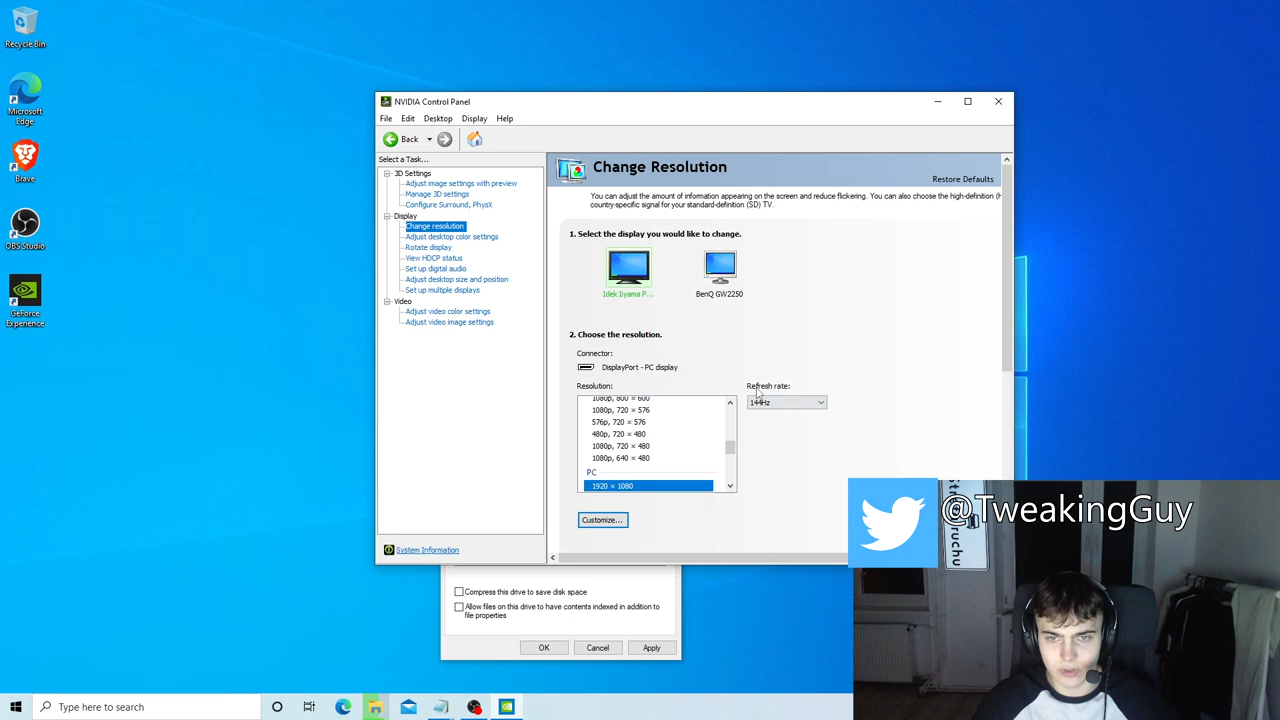 Recycle Bin
Microsoft
Edge
Brave
OBS Studio
GeForce
Experience
NVIDIA Control Panel
File Edit Desktop Display Help
Back
Select a Task...
3D Settings
Adjust image settings with preview
Manage 3D settings
Configure Surround, PhysX
Display
Change resolution
Adjust desktop color settings
Rotate display
View HDCP status
Set up digital audio
Adjust desktop size and position
Set up multiple displays
Video
Adjust video color settings
Adjust video image settings
System Information
Change Resolution
Restore Defaults
You can adjust the amount of information appearing on the screen and reduce flickering. You can also choose the high-definition (H
country-specific signal for your standard-definition (SD) TV.
1. Select the display you would like to change.
Idek Iiyama P...
BenQ GW2250
2. Choose the resolution.
Connector:
DisplayPort - PC display
Resolution:
Refresh rate:
1080p, 800 × 600
1080p, 720 × 576
576p, 720 × 576
480p, 720 × 480
1080p, 720 × 480
1080p, 640 × 480
PC
1920 × 1080
144Hz
Customize...
Compress this drive to save disk space
Allow files on this drive to have contents indexed in addition to
file properties
OK Cancel Apply
@TweakingGuy
Type here to search